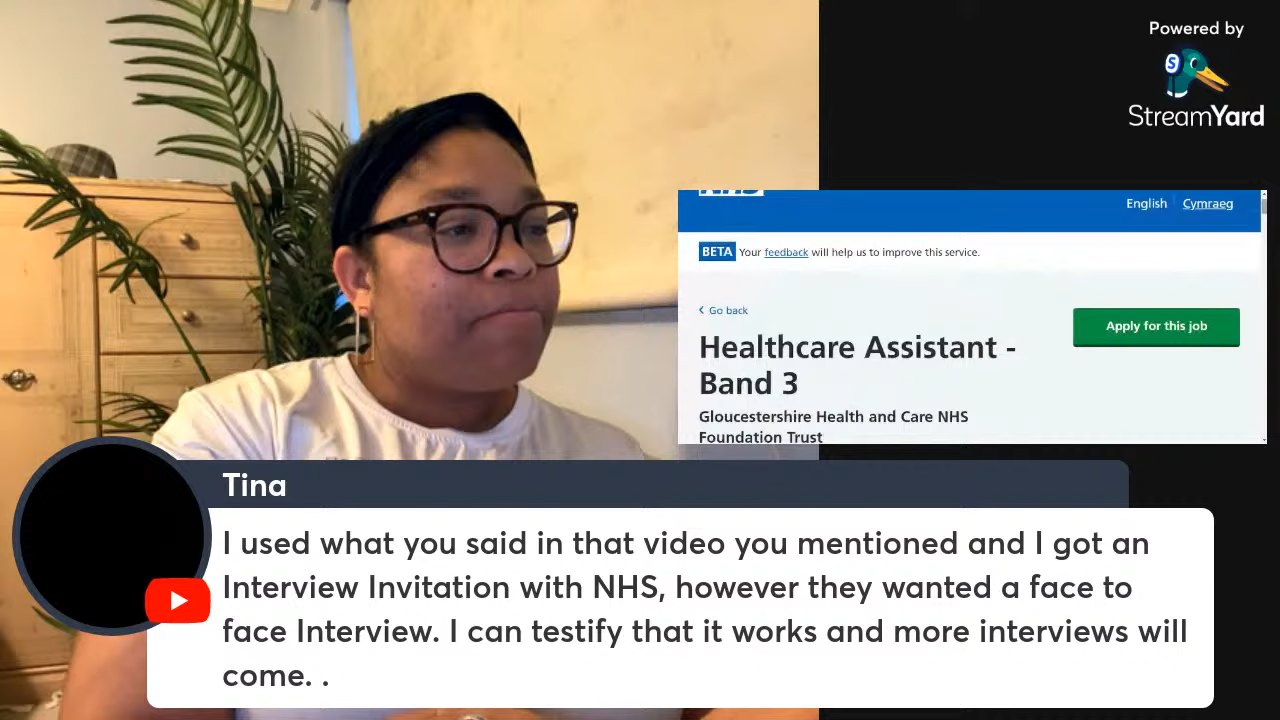 Powered by
StreamYard
English Cymraeg
BETA Your feedback will help us to improve this service.
Go back
Apply for this job
Healthcare Assistant -
Band 3
Gloucestershire Health and Care NHS
Foundation Trust
Tina
I used what you said in that video you mentioned and I got an
Interview Invitation with NHS, however they wanted a face to
face Interview. I can testify that it works and more interviews will
come. .